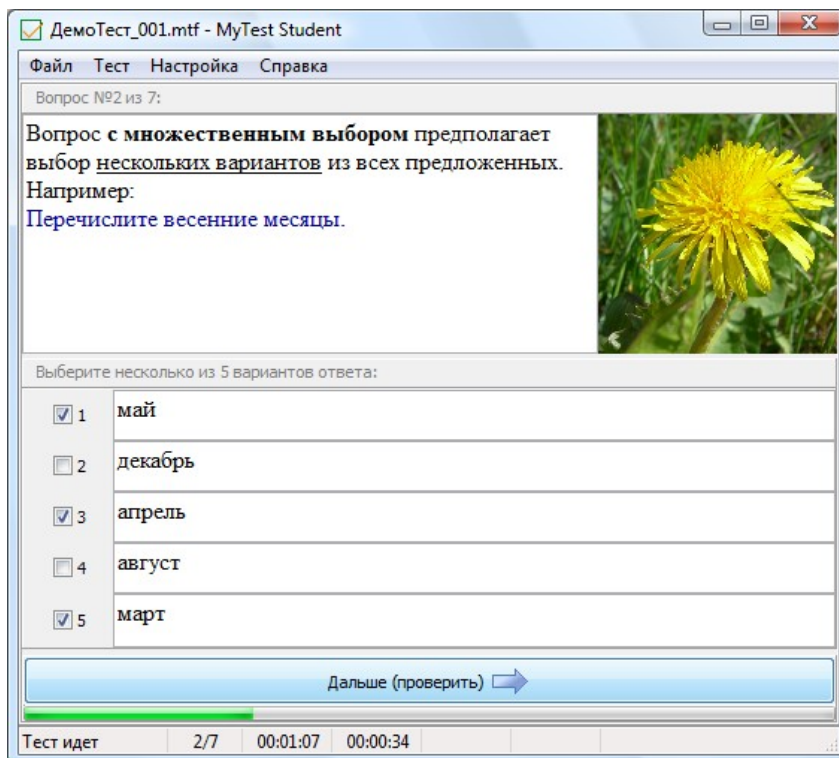 ДемоТест_001.mtf - MyTest Student
Файл Тест Настройка Справка
Вопрос №2 из 7:
Вопрос с множественным выбором предполагает
выбор нескольких вариантов из всех предложенных.
Например:
Перечислите весенние месяцы.
Выберите несколько из 5 вариантов ответа:
1 май
2 декабрь
3 апрель
4 август
5 март
Дальше (проверить)
Тест идет 2/7 00:01:07 00:00:34